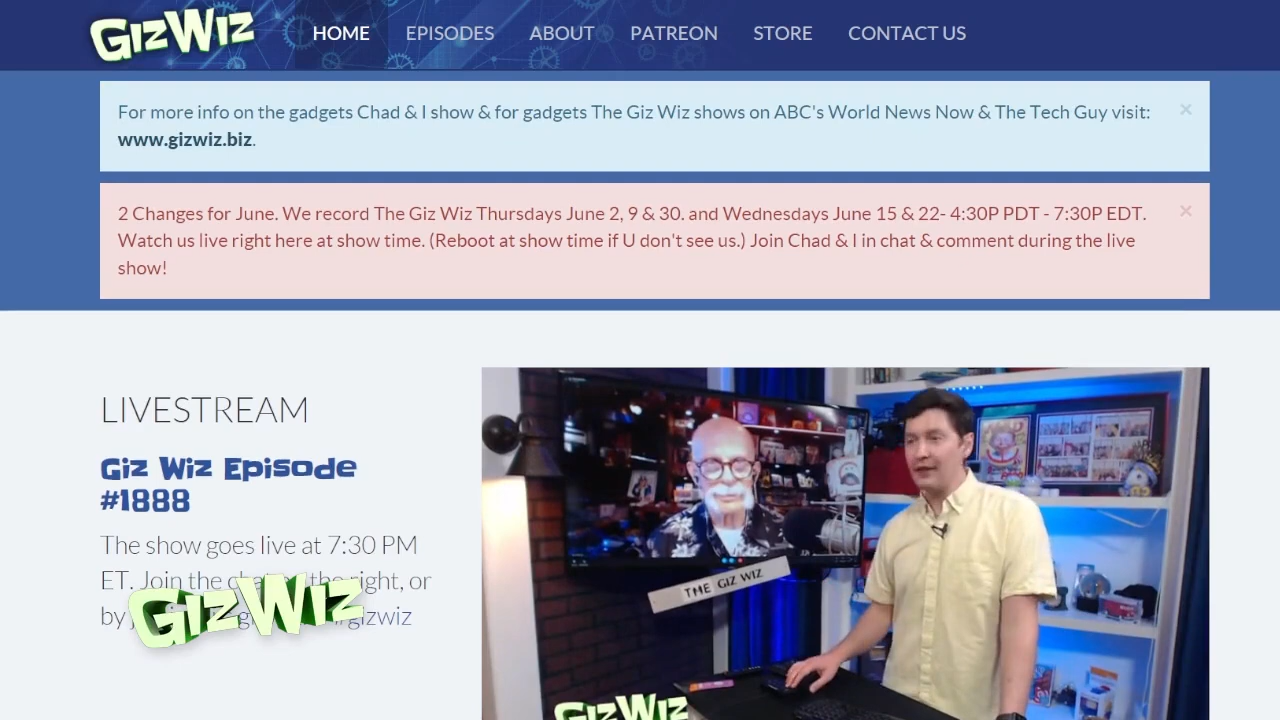 GizWiz
HOME EPISODES ABOUT PATREON STORE CONTACT US
For more info on the gadgets Chad & I show & for gadgets The Giz Wiz shows on ABC's World News Now & The Tech Guy visit:
www.gizwiz.biz.
×
2 Changes for June. We record The Giz Wiz Thursdays June 2, 9 & 30. and Wednesdays June 15 & 22- 4:30P PDT - 7:30P EDT.
Watch us live right here at show time. (Reboot at show time if U don't see us.) Join Chad & I in chat & comment during the live
show!
×
LIVESTREAM
Giz Wiz Episode
#1888
The show goes live at 7:30 PM
ET. Join the right, or
by #gizwiz
GizWiz
THE GIZ WIZ
GizWiz